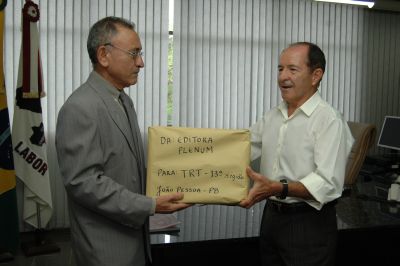 LABOR
DA EDITORA
PLENUM
PARA TRT - 13ª REGIÃO
JOÃO PESSOA - PB